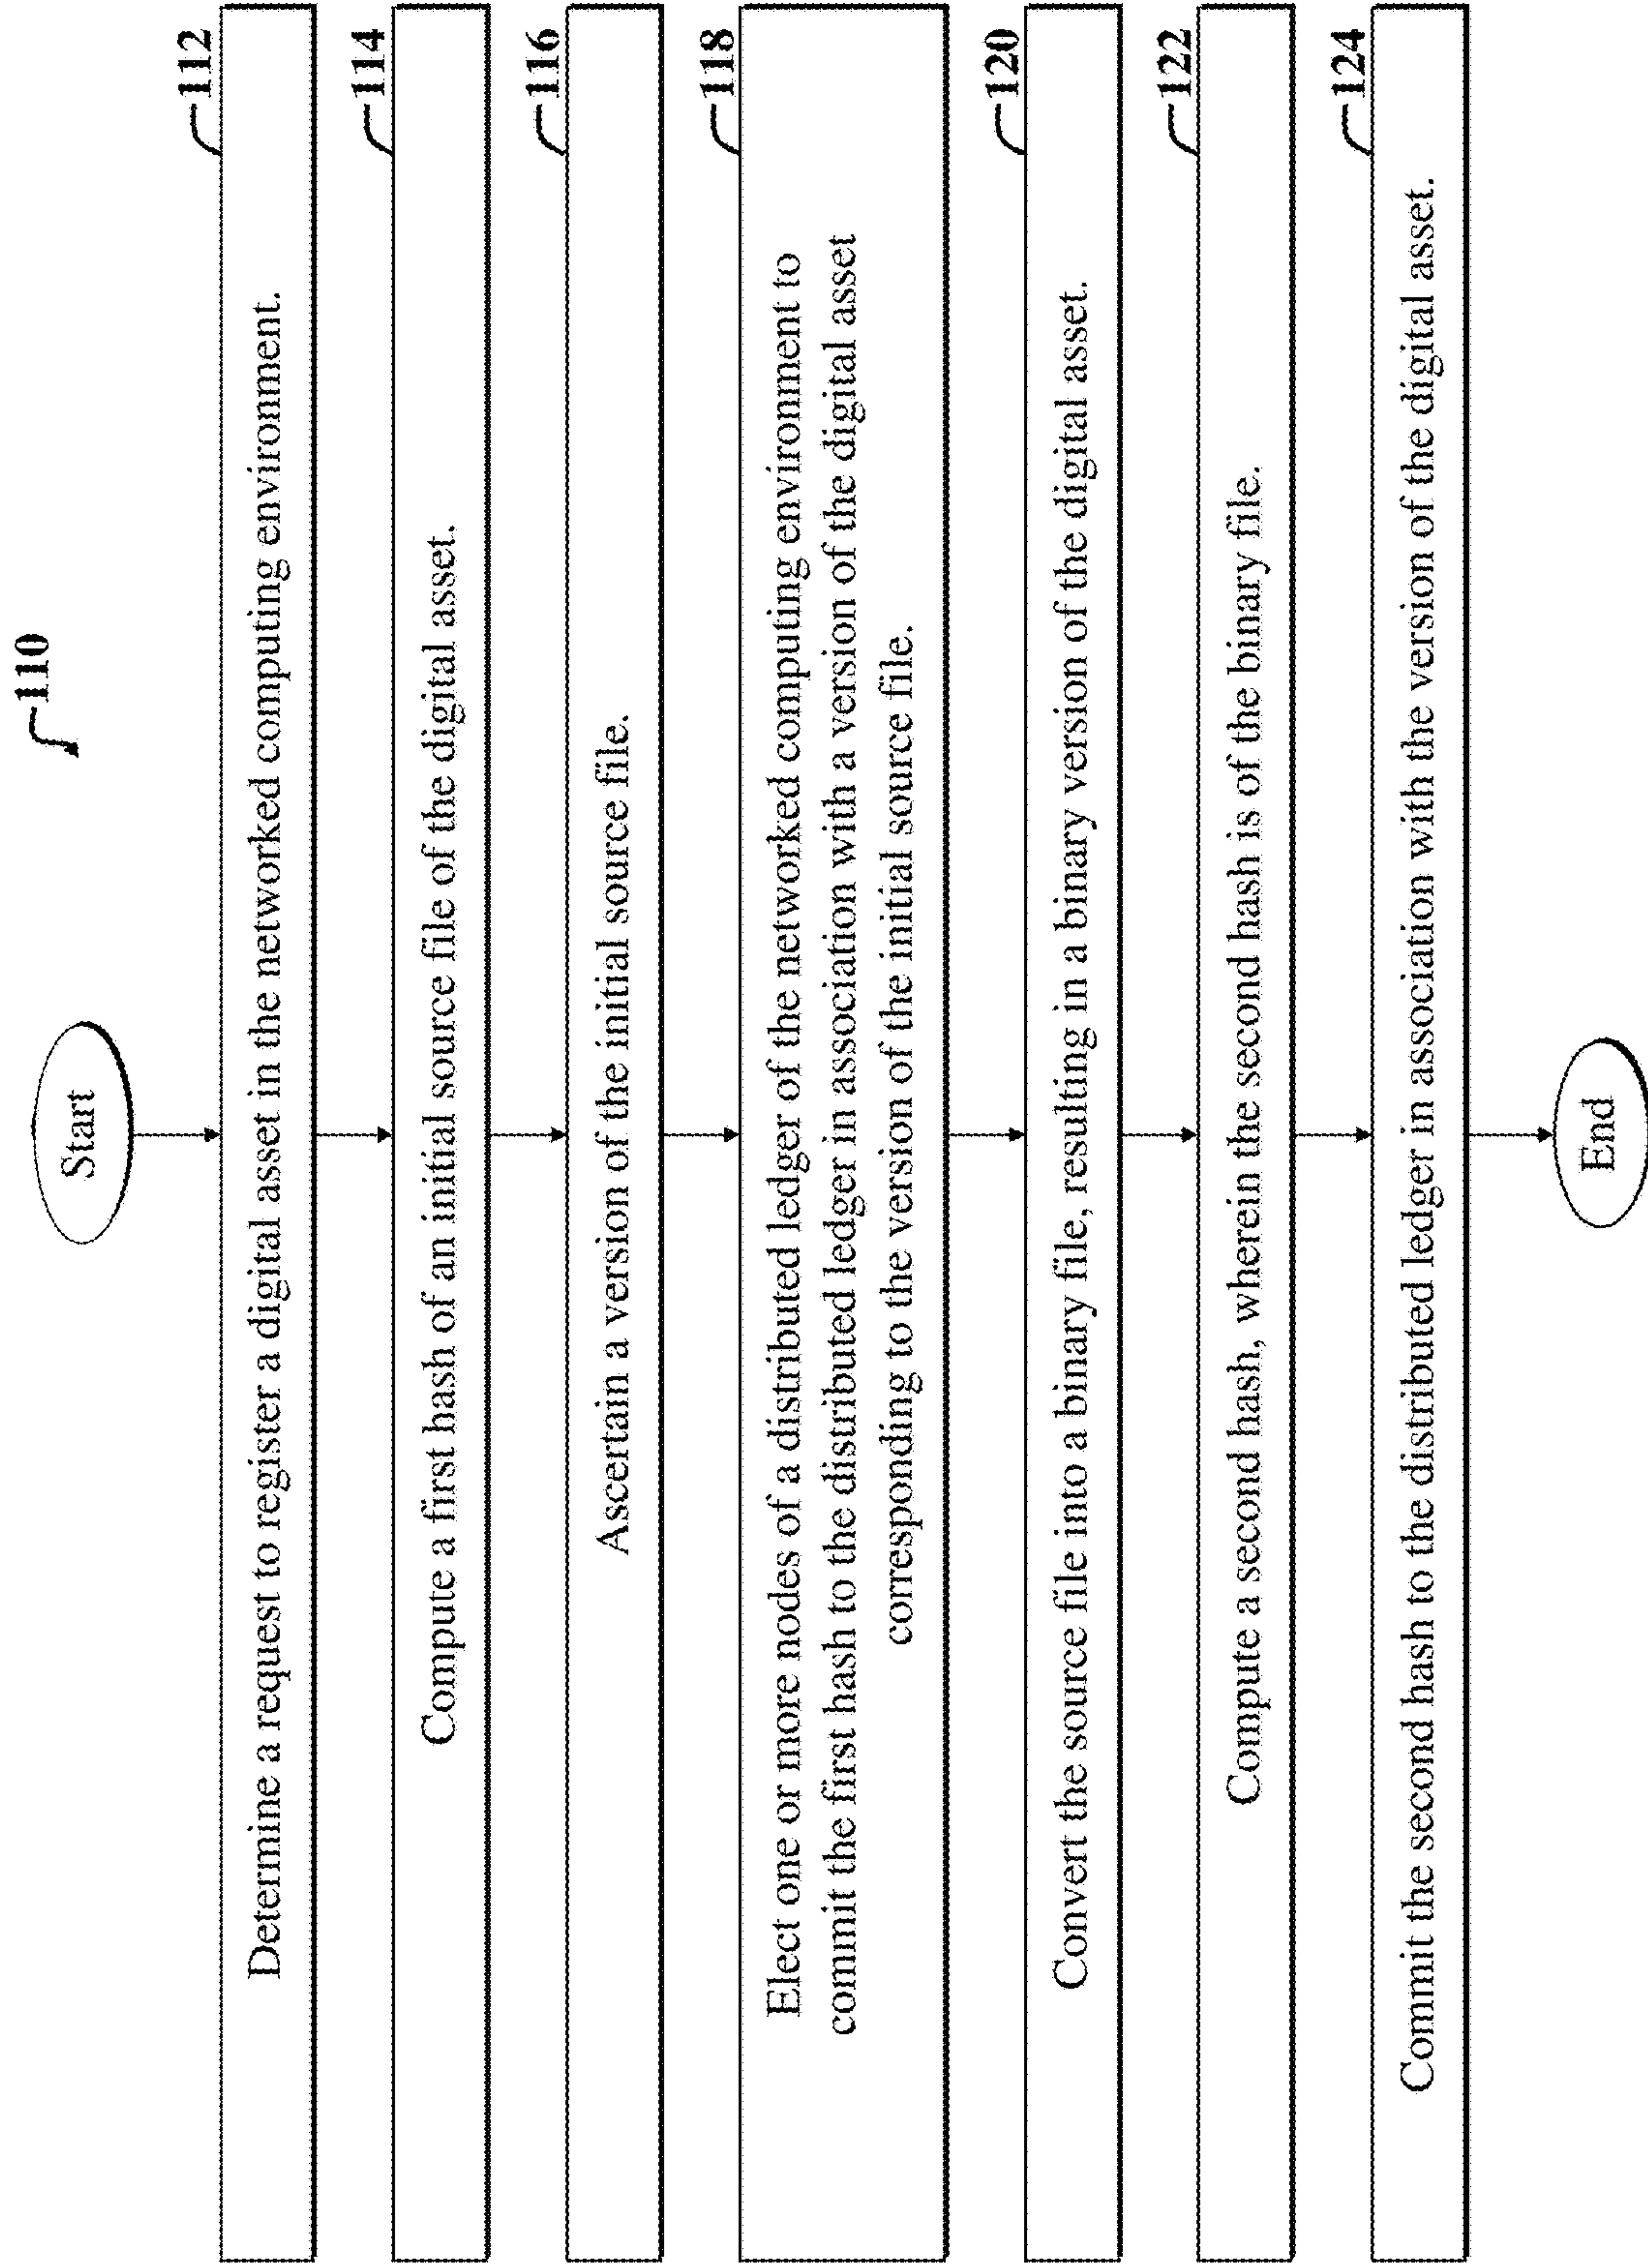 110
Start
112
Determine a request to register a digital asset in the networked computing environment.
114
Compute a first hash of an initial source file of the digital asset.
116
Ascertain a version of the initial source file.
118
Elect one or more nodes of a distributed ledger of the networked computing environment to
commit the first hash to the distributed ledger in association with a version of the digital asset
corresponding to the version of the initial source file.
120
Convert the source file into a binary file, resulting in a binary version of the digital asset.
122
Compute a second hash, wherein the second hash is of the binary file.
124
Commit the second hash to the distributed ledger in association with the version of the digital asset.
End